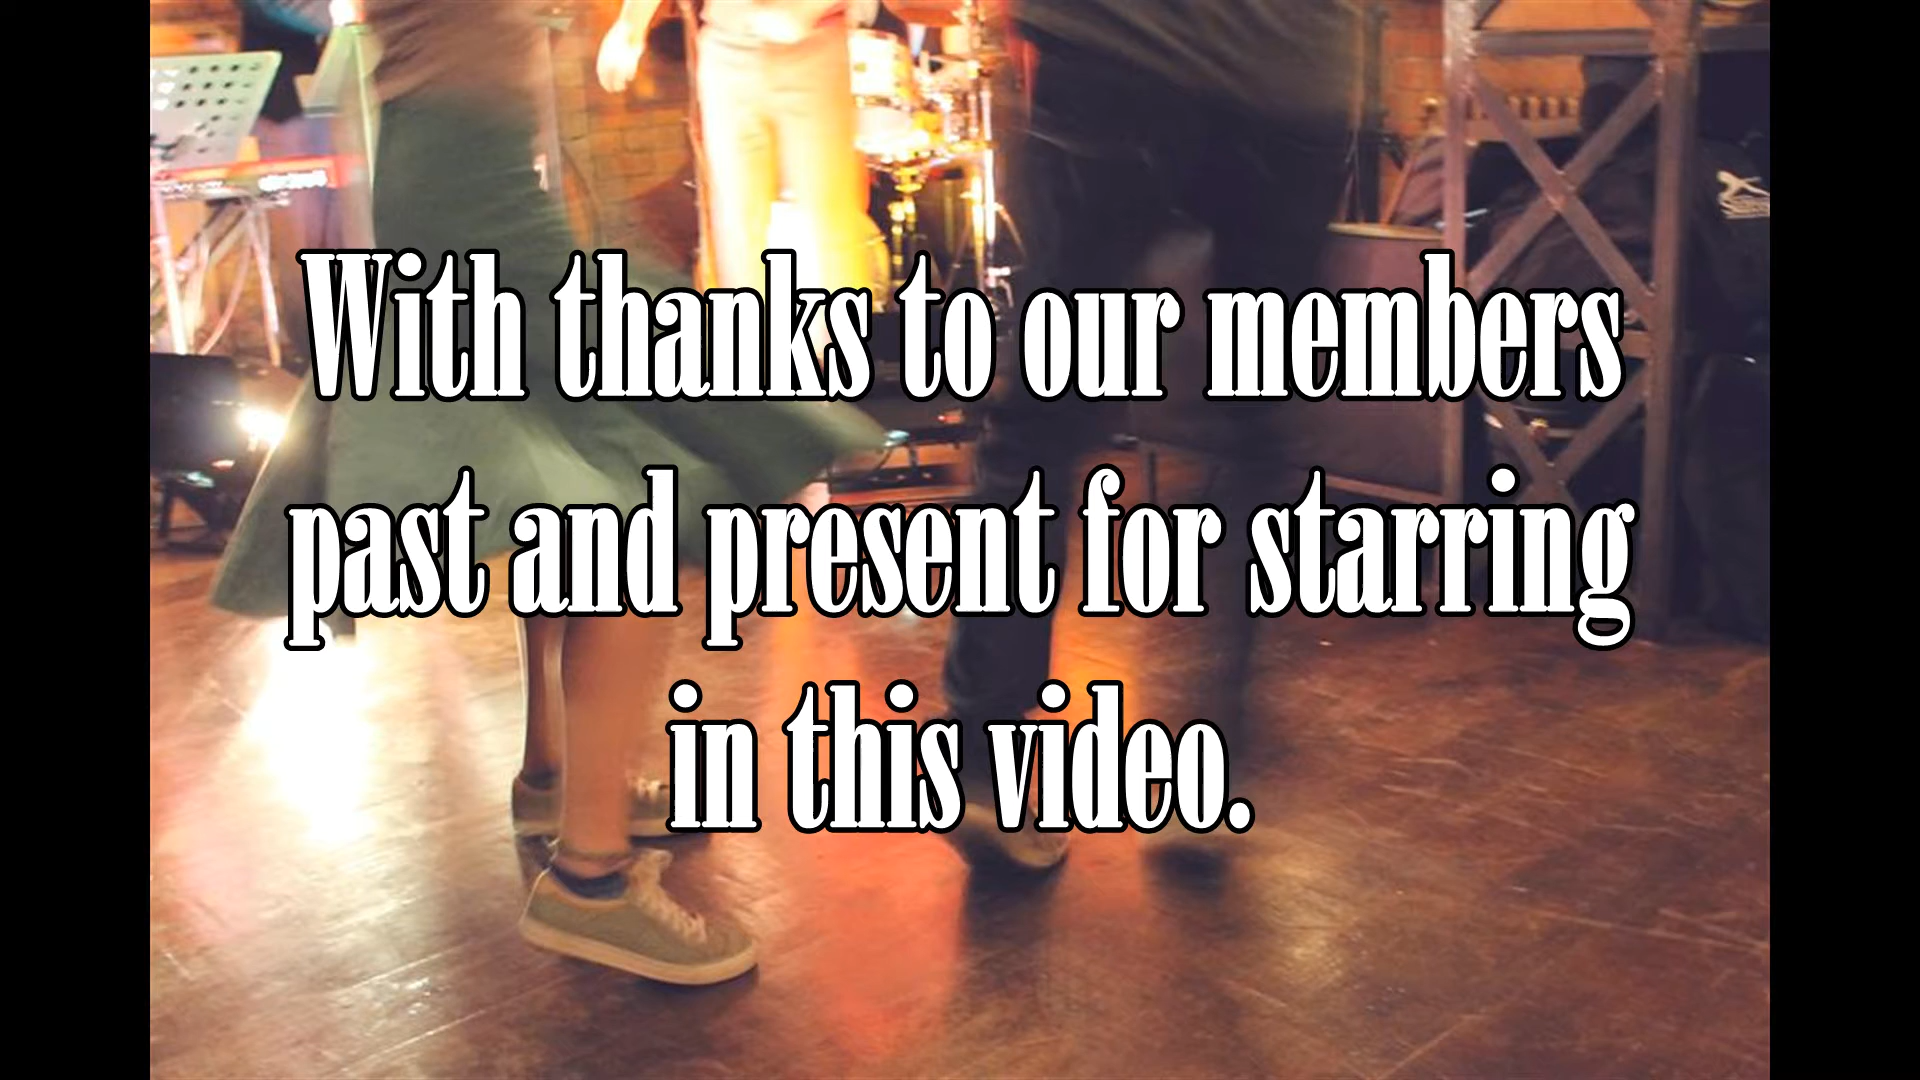 With thanks to our members
past and present for starring
in this video.